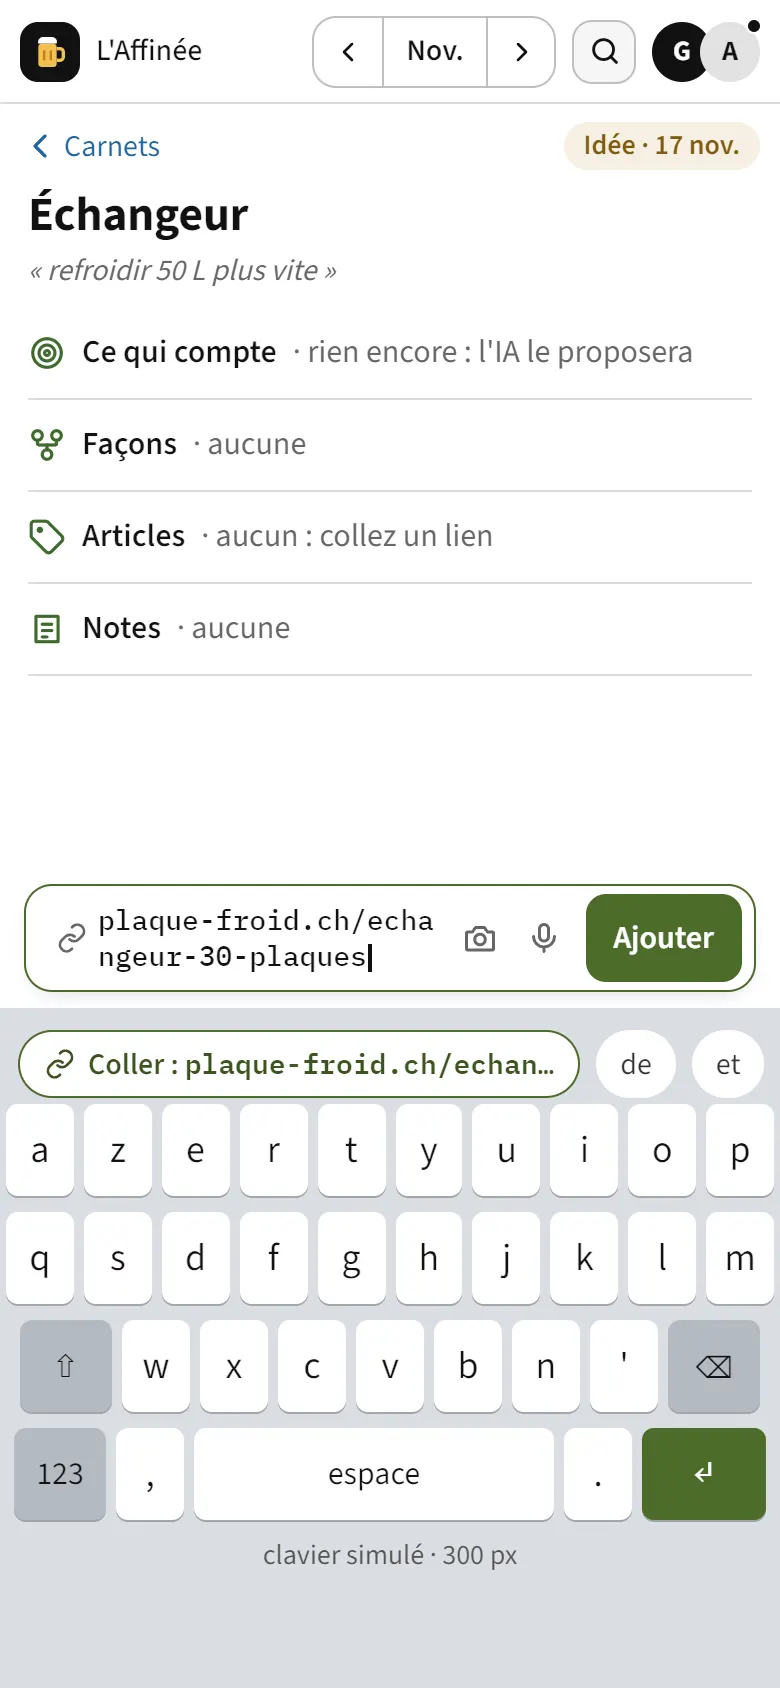 L'Affinée
Nov.
G
A
Carnets
Idée · 17 nov.
Échangeur
« refroidir 50 L plus vite »
Ce qui compte · rien encore : l'IA le proposera
Façons · aucune
Articles · aucun : collez un lien
Notes · aucune
plaque-froid.ch/echa
ngeur-30-plaques
Ajouter
Coller : plaque-froid.ch/echan…
de
et
a z e r t y u i o p
q s d f g h j k l m
⇧ w x c v b n ' ⌫
123 , espace . ↵
clavier simulé · 300 px